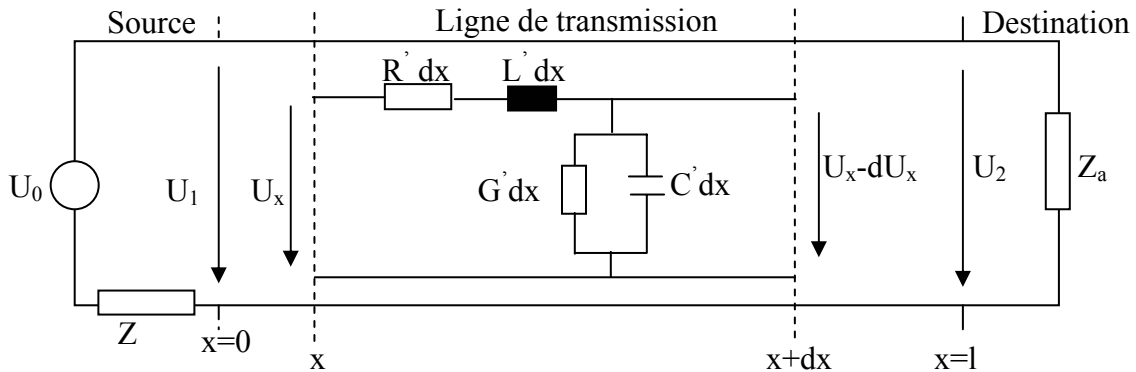 Source
Ligne de transmission
Destination
R’ dx
L’ dx
U₀
U₁
Uₓ
G’dx
C’dx
Uₓ-dUₓ
U₂
Zₐ
Z
x=0
x
x+dx
x=l